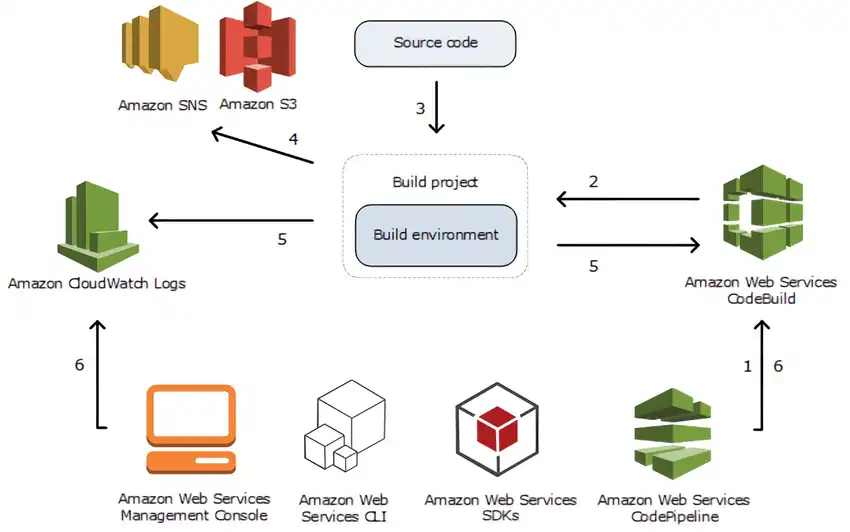 Source code
Amazon SNS
Amazon S3
3
4
Build project
2
Build environment
5
5
Amazon CloudWatch Logs
Amazon Web Services
CodeBuild
6
1
6
Amazon Web Services
Management Console
Amazon Web
Services CLI
Amazon Web Services
SDKs
Amazon Web Services
CodePipeline